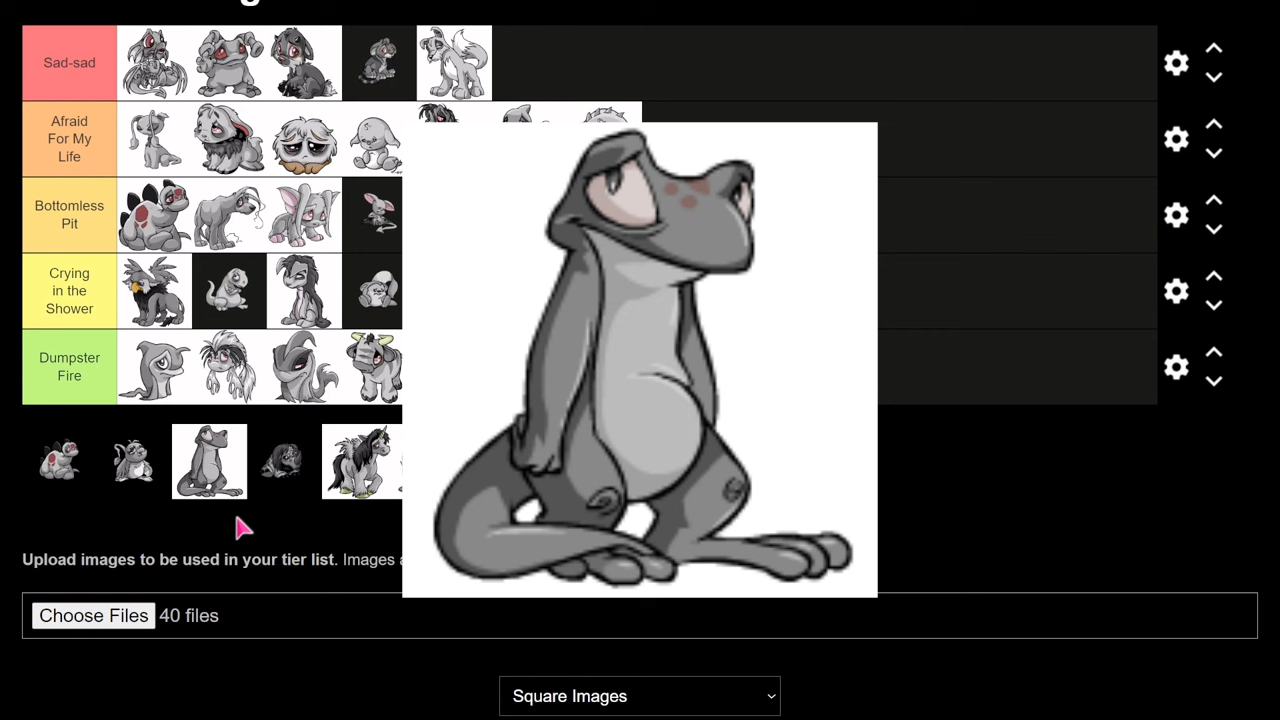 Sad-sad
Afraid
For My
Life
Bottomless
Pit
Crying
in the
Shower
Dumpster
Fire
Upload images to be used in your tier list. Images
Choose Files 40 files
Square Images